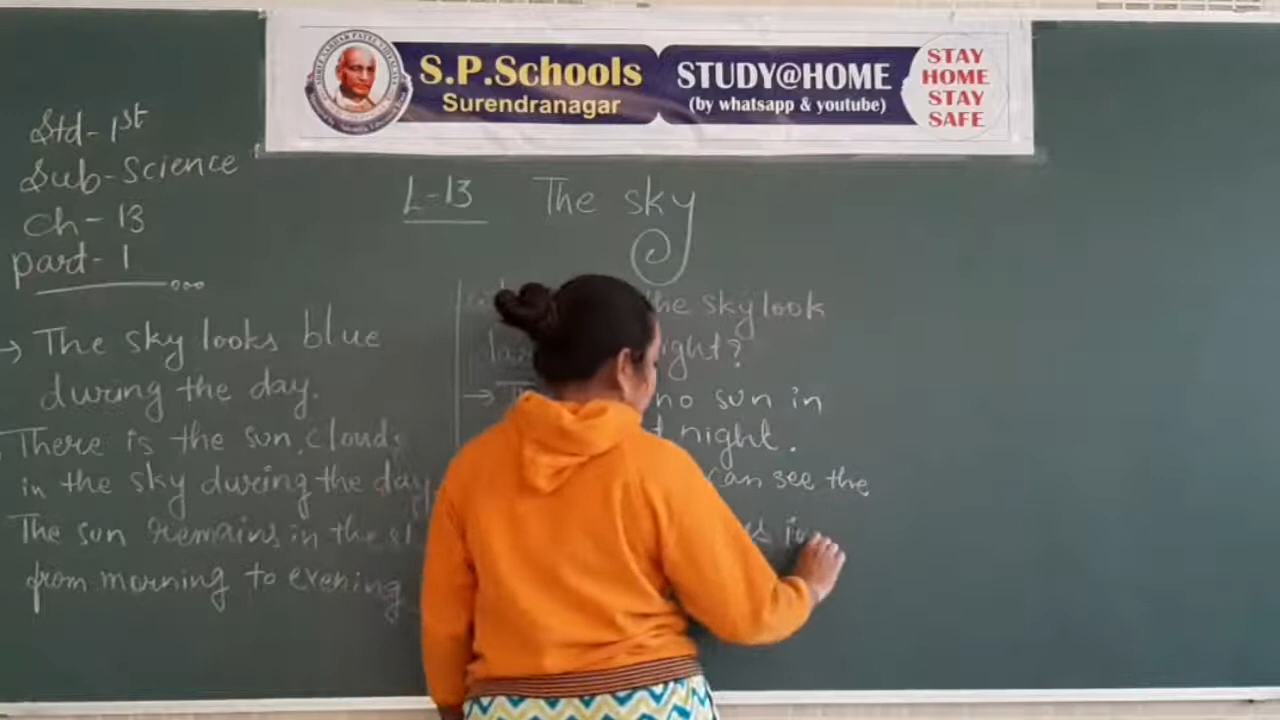 S.P.Schools
Surendranagar
STUDY@HOME
(by whatsapp & youtube)
STAY
HOME
STAY
SAFE
Std- 1st
Sub-Science
Ch- 13
part- 1
L-13 The sky
→ The sky looks blue
during the day.
There is the sun, clouds
in the sky during the day
The sun remains in the
from morning to evening
the sky look
night?
→ no sun in
night.
can see the